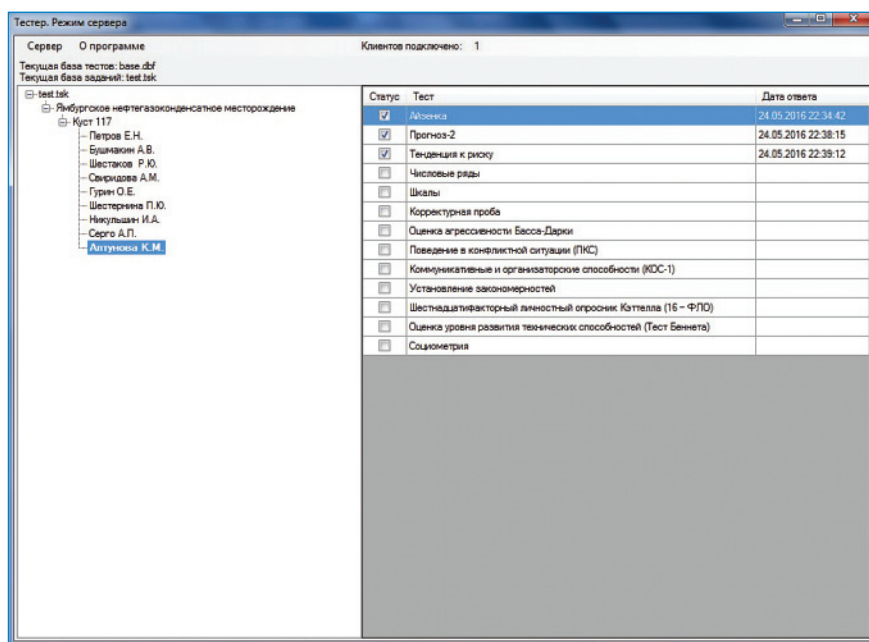 Тестер. Режим сервера
Сервер О программе Клиентов подключено: 1
Текущая база тестов: base.dbf
Текущая база заданий: test.tsk
test.tsk
Ямбургское нефтегазоконденсатное месторождение
Куст 117
Петров Е.Н.
Бушмакин А.В.
Шестаков Р.Ю.
Свиридова А.М.
Гурин О.Е.
Шестернина П.Ю.
Никульшин И.А.
Серго А.П.
Алтунова К.М.
Статус Тест Дата ответа
Айзенка 24.05.2016 22:34:42
Прогноз-2 24.05.2016 22:38:15
Тенденция к риску 24.05.2016 22:39:12
Числовые ряды
Шкалы
Корректурная проба
Оценка агрессивности Басса-Дарки
Поведение в конфликтной ситуации (ПКС)
Коммуникативные и организаторские способности (КОС-1)
Установление закономерностей
Шестнадцатифакторный личностный опросник Кэттелла (16 - ФЛО)
Оценка уровня развития технических способностей (Тест Беннета)
Социометрия